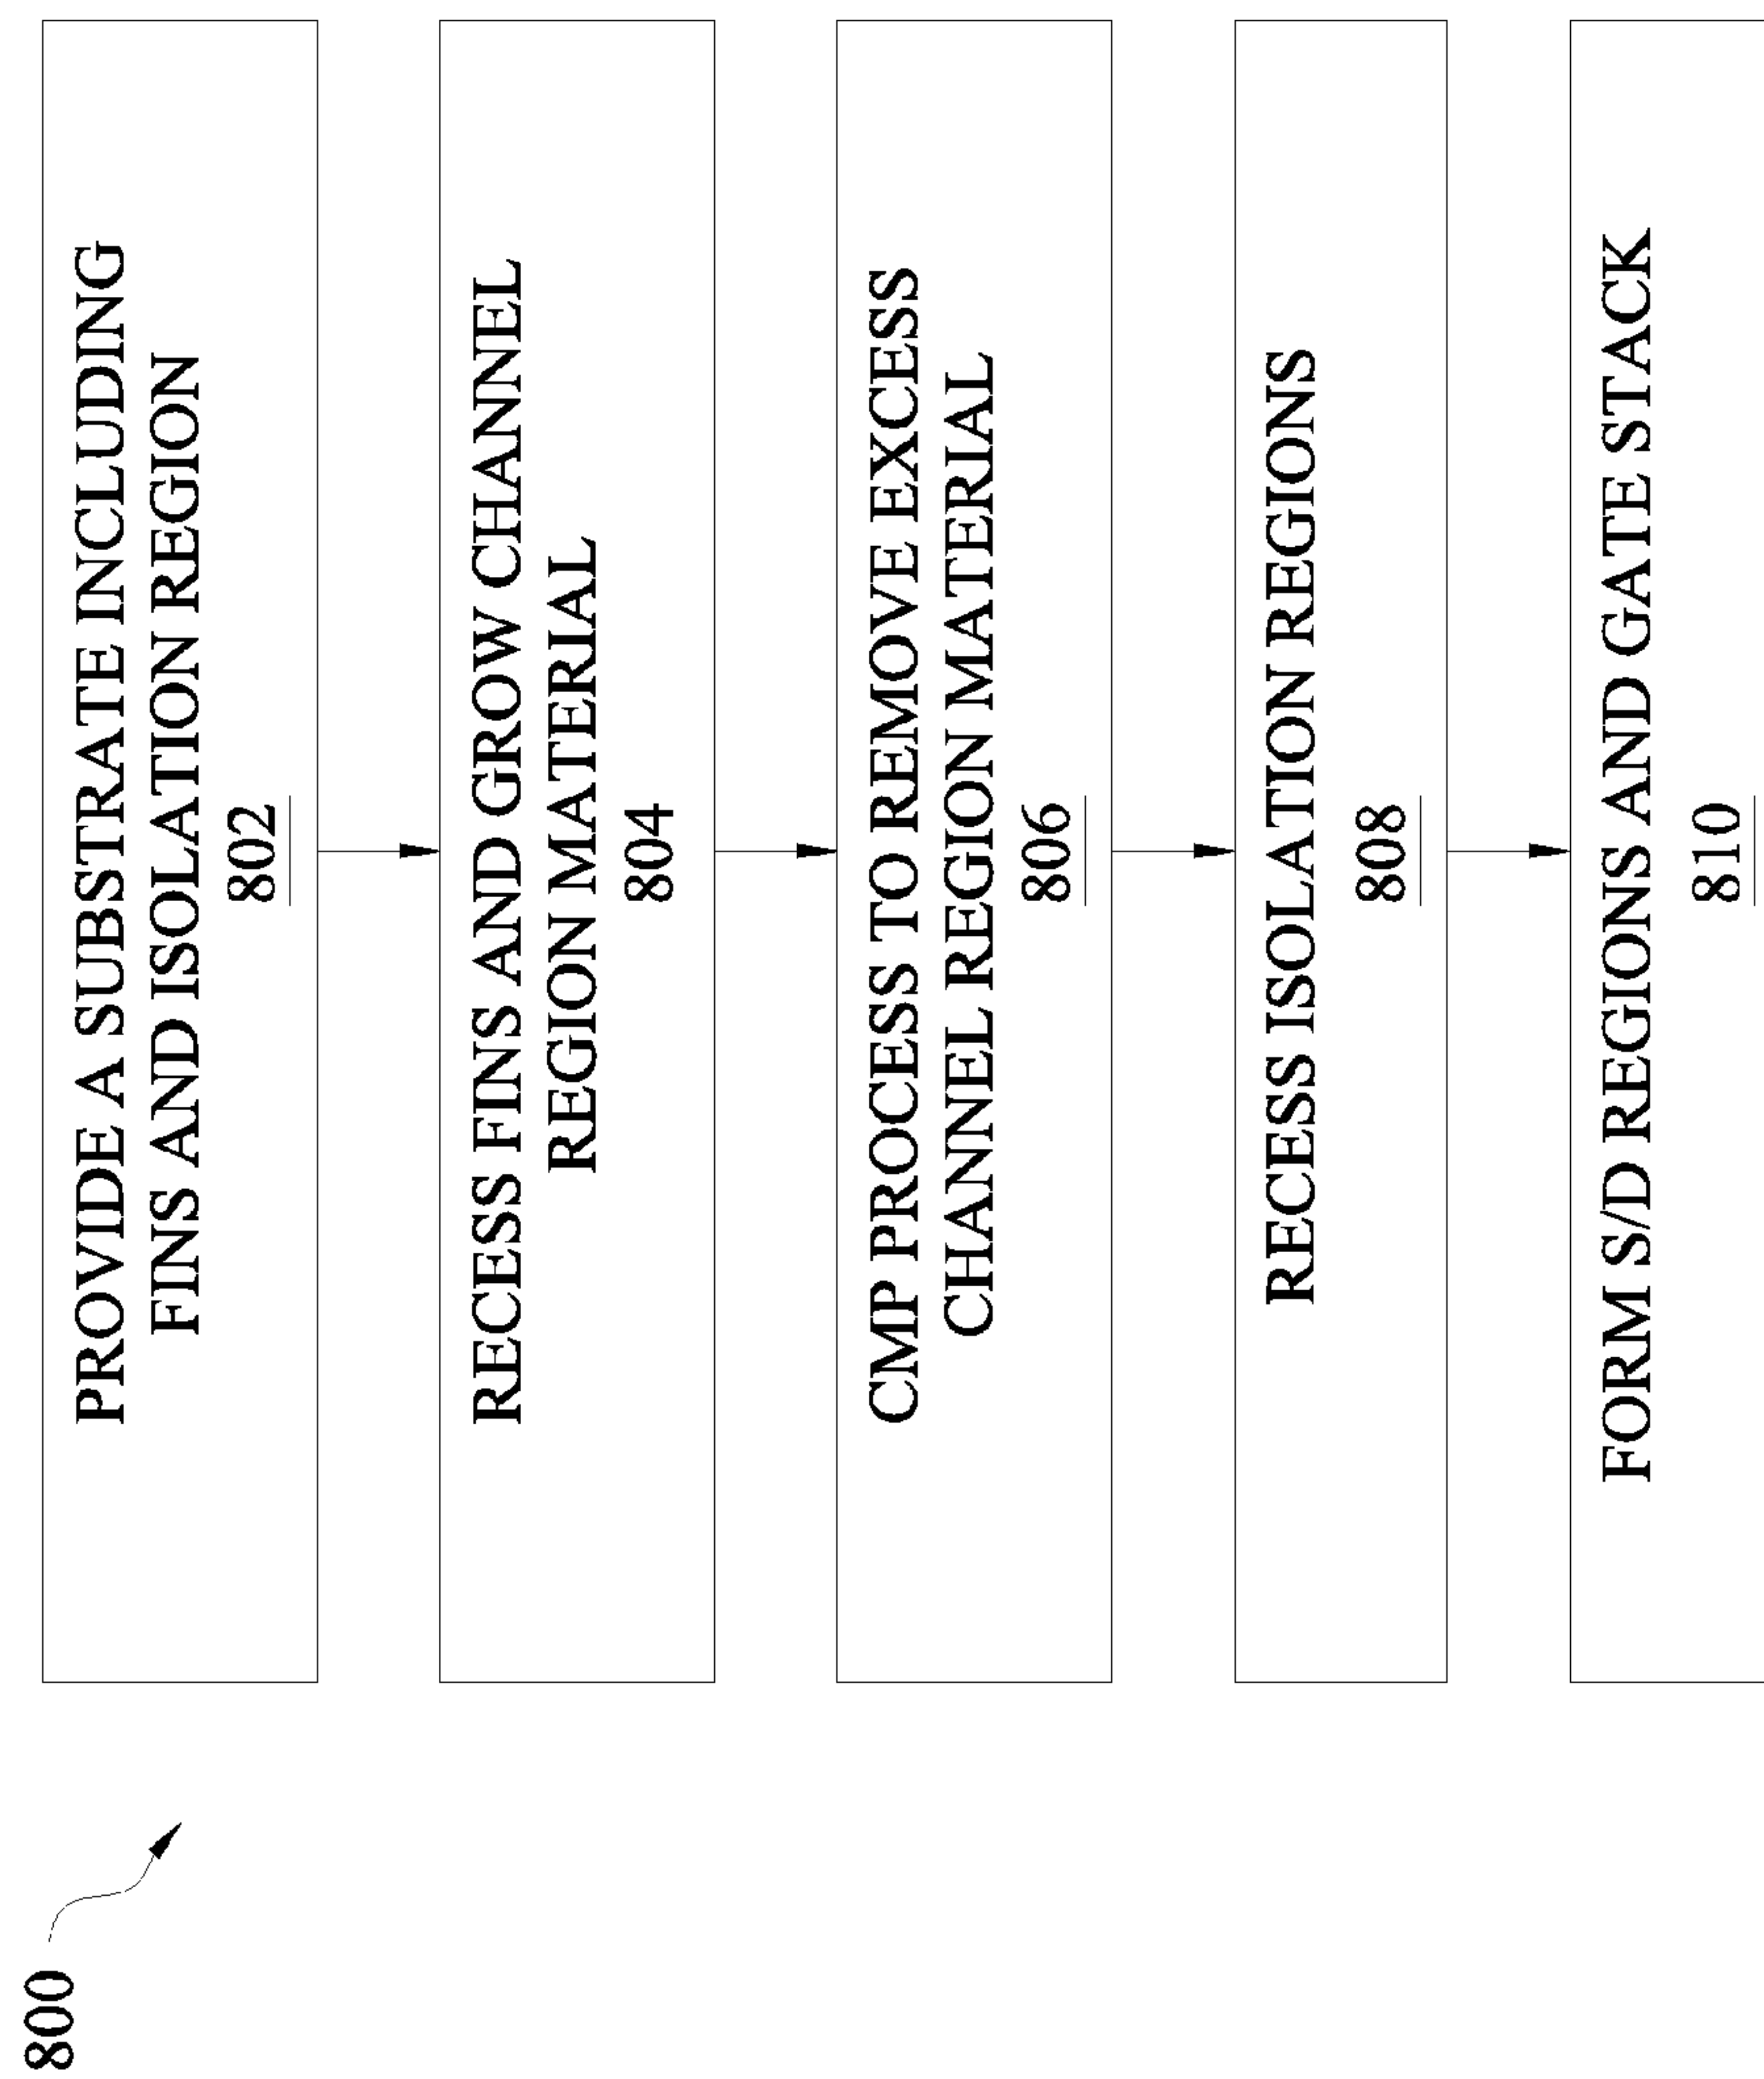 800
PROVIDE A SUBSTRATE INCLUDING
FINS AND ISOLATION REGION
802
RECESS FINS AND GROW CHANNEL
REGION MATERIAL
804
CMP PROCESS TO REMOVE EXCESS
CHANNEL REGION MATERIAL
806
RECESS ISOLATION REGIONS
808
FORM S/D REGIONS AND GATE STACK
810